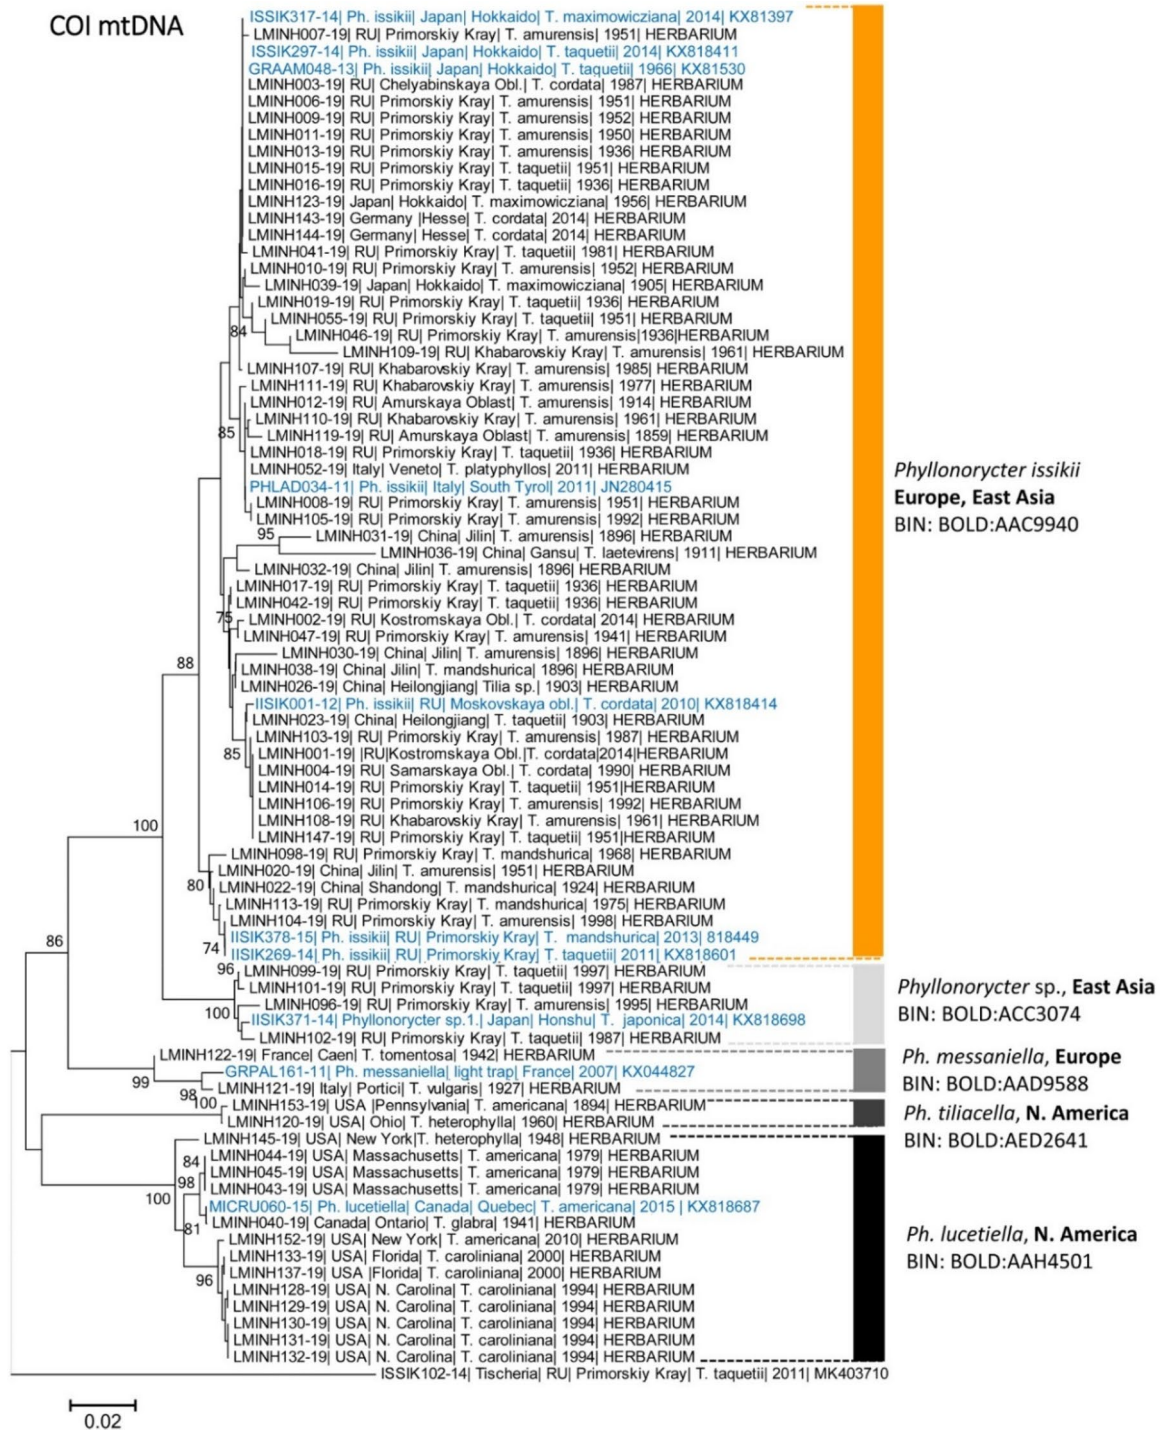 COI mtDNA
ISSIK317-14| Ph. issikii| Japan| Hokkaido| T. maximowicziana| 2014| KX81397
LMINH007-19| RU| Primorskiy Kray| T. amurensis| 1951| HERBARIUM
ISSIK297-14| Ph. issikii| Japan| Hokkaido| T. taquetii| 2014| KX818411
GRAAM048-13| Ph. issikii| Japan| Hokkaido| T. taquetii| 1966| KX81530
LMINH003-19| RU| Chelyabinskaya Obl.| T. cordata| 1987| HERBARIUM
LMINH006-19| RU| Primorskiy Kray| T. amurensis| 1951| HERBARIUM
LMINH009-19| RU| Primorskiy Kray| T. amurensis| 1952| HERBARIUM
LMINH011-19| RU| Primorskiy Kray| T. amurensis| 1950| HERBARIUM
LMINH013-19| RU| Primorskiy Kray| T. amurensis| 1936| HERBARIUM
LMINH015-19| RU| Primorskiy Kray| T. taquetii| 1951| HERBARIUM
LMINH016-19| RU| Primorskiy Kray| T. taquetii| 1936| HERBARIUM
LMINH123-19| Japan| Hokkaido| T. maximowicziana| 1956| HERBARIUM
LMINH143-19| Germany |Hesse| T. cordata| 2014| HERBARIUM
LMINH144-19| Germany| Hesse| T. cordata| 2014| HERBARIUM
LMINH041-19| RU| Primorskiy Kray| T. taquetii| 1981| HERBARIUM
LMINH010-19| RU| Primorskiy Kray| T. amurensis| 1952| HERBARIUM
LMINH039-19| Japan| Hokkaido| T. maximowicziana| 1905| HERBARIUM
LMINH019-19| RU| Primorskiy Kray| T. taquetii| 1936| HERBARIUM
LMINH055-19| RU| Primorskiy Kray| T. taquetii| 1951| HERBARIUM
84
LMINH046-19| RU| Primorskiy Kray| T. amurensis|1936|HERBARIUM
LMINH109-19| RU| Khabarovskiy Kray| T. amurensis| 1961| HERBARIUM
LMINH107-19| RU| Khabarovskiy Kray| T. amurensis| 1985| HERBARIUM
LMINH111-19| RU| Khabarovskiy Kray| T. amurensis| 1977| HERBARIUM
LMINH012-19| RU| Amurskaya Oblast| T. amurensis| 1914| HERBARIUM
LMINH110-19| RU| Khabarovskiy Kray| T. amurensis| 1961| HERBARIUM
85
LMINH119-19| RU| Amurskaya Oblast| T. amurensis| 1859| HERBARIUM
LMINH018-19| RU| Primorskiy Kray| T. taquetii| 1936| HERBARIUM
LMINH052-19| Italy| Veneto| T. platyphyllos| 2011| HERBARIUM
PHLAD034-11| Ph. issikii| Italy| South Tyrol| 2011| JN280415
LMINH008-19| RU| Primorskiy Kray| T. amurensis| 1951| HERBARIUM
LMINH105-19| RU| Primorskiy Kray| T. amurensis| 1992| HERBARIUM
95
LMINH031-19| China| Jilin| T. amurensis| 1896| HERBARIUM
LMINH036-19| China| Gansu| T. laetevirens| 1911| HERBARIUM
LMINH032-19| China| Jilin| T. amurensis| 1896| HERBARIUM
LMINH017-19| RU| Primorskiy Kray| T. taquetii| 1936| HERBARIUM
LMINH042-19| RU| Primorskiy Kray| T. taquetii| 1936| HERBARIUM
75
LMINH002-19| RU| Kostromskaya Obl.| T. cordata| 2014| HERBARIUM
LMINH047-19| RU| Primorskiy Kray| T. amurensis| 1941| HERBARIUM
LMINH030-19| China| Jilin| T. amurensis| 1896| HERBARIUM
88
LMINH038-19| China| Jilin| T. mandshurica| 1896| HERBARIUM
LMINH026-19| China| Heilongjiang| Tilia sp.| 1903| HERBARIUM
IISIK001-12| Ph. issikii| RU| Moskovskaya obl.| T. cordata| 2010| KX818414
LMINH023-19| China| Heilongjiang| T. taquetii| 1903| HERBARIUM
LMINH103-19| RU| Primorskiy Kray| T. amurensis| 1987| HERBARIUM
85
LMINH001-19| |RU|Kostromskaya Obl.|T. cordata|2014|HERBARIUM
LMINH004-19| RU| Samarskaya Obl.| T. cordata| 1990| HERBARIUM
LMINH014-19| RU| Primorskiy Kray| T. taquetii| 1951|HERBARIUM
LMINH106-19| RU| Primorskiy Kray| T. amurensis| 1992| HERBARIUM
LMINH108-19| RU| Khabarovskiy Kray| T. amurensis| 1961| HERBARIUM
100
LMINH147-19| RU| Primorskiy Kray| T. taquetii| 1951|HERBARIUM
LMINH098-19| RU| Primorskiy Kray| T. mandshurica| 1968| HERBARIUM
LMINH020-19| China| Jilin| T. amurensis| 1951| HERBARIUM
80
LMINH022-19| China| Shandong| T. mandshurica| 1924| HERBARIUM
LMINH113-19| RU| Primorskiy Kray| T. mandshurica| 1975| HERBARIUM
LMINH104-19| RU| Primorskiy Kray| T. amurensis| 1998| HERBARIUM
86
IISIK378-15| Ph. issikii| RU| Primorskiy Kray| T. mandshurica| 2013| 818449
74
IISIK269-14| Ph. issikii| RU| Primorskiy Kray| T. taquetii| 2011| KX818601
96
LMINH099-19| RU| Primorskiy Kray| T. taquetii| 1997| HERBARIUM
LMINH101-19| RU| Primorskiy Kray| T. taquetii| 1997| HERBARIUM
LMINH096-19| RU| Primorskiy Kray| T. amurensis| 1995| HERBARIUM
100
IISIK371-14| Phyllonorycter sp.1.| Japan| Honshu| T. japonica| 2014| KX818698
LMINH102-19| RU| Primorskiy Kray| T. taquetii| 1987| HERBARIUM
LMINH122-19| France| Caen| T. tomentosa| 1942| HERBARIUM
GRPAL161-11| Ph. messaniella| light trap| France| 2007| KX044827
99
LMINH121-19| Italy| Portici| T. vulgaris| 1927| HERBARIUM
98
100
LMINH153-19| USA |Pennsylvania| T. americana| 1894| HERBARIUM
LMINH120-19| USA| Ohio| T. heterophylla| 1960| HERBARIUM
LMINH145-19| USA| New York|T. heterophylla| 1948| HERBARIUM
84
LMINH044-19| USA| Massachusetts| T. americana| 1979| HERBARIUM
LMINH045-19| USA| Massachusetts| T. americana| 1979| HERBARIUM
98
LMINH043-19| USA| Massachusetts| T. americana| 1979| HERBARIUM
100
MICRU060-15| Ph. lucetiella| Canada| Quebec| T. americana| 2015 | KX818687
LMINH040-19| Canada| Ontario| T. glabra| 1941| HERBARIUM
81
LMINH152-19| USA| New York| T. americana| 2010| HERBARIUM
LMINH133-19| USA| Florida| T. caroliniana| 2000| HERBARIUM
LMINH137-19| USA |Florida| T. caroliniana| 2000| HERBARIUM
96
LMINH128-19| USA| N. Carolina| T. caroliniana| 1994| HERBARIUM
LMINH129-19| USA| N. Carolina| T. caroliniana| 1994| HERBARIUM
LMINH130-19| USA| N. Carolina| T. caroliniana| 1994| HERBARIUM
LMINH131-19| USA| N. Carolina| T. caroliniana| 1994| HERBARIUM
LMINH132-19| USA| N. Carolina| T. caroliniana| 1994| HERBARIUM
ISSIK102-14| Tischeria| RU| Primorskiy Kray| T. taquetii| 2011| MK403710
0.02
Phyllonorycter issikii
Europe, East Asia
BIN: BOLD:AAC9940
Phyllonorycter sp., East Asia
BIN: BOLD:ACC3074
Ph. messaniella, Europe
BIN: BOLD:AAD9588
Ph. tiliacella, N. America
BIN: BOLD:AED2641
Ph. lucetiella, N. America
BIN: BOLD:AAH4501